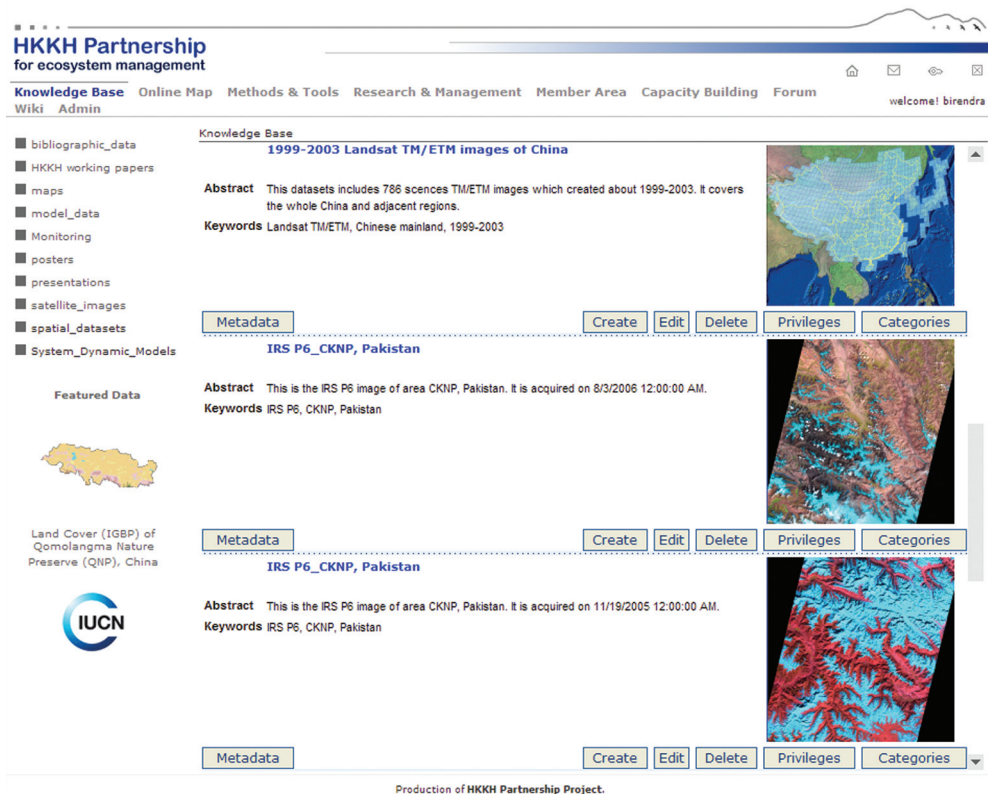 HKKH Partnership
for ecosystem management
Knowledge Base Online Map Methods & Tools Research & Management Member Area Capacity Building Forum
Wiki Admin
welcome! birendra
bibliographic_data
HKKH working papers
maps
model_data
Monitoring
posters
presentations
satellite_images
spatial_datasets
System_Dynamic_Models
Featured Data
Land Cover (IGBP) of
Qomolangma Nature
Preserve (QNP), China
IUCN
Knowledge Base
1999-2003 Landsat TM/ETM images of China
Abstract This datasets includes 786 scences TM/ETM images which created about 1999-2003. It covers
the whole China and adjacent regions.
Keywords Landsat TM/ETM, Chinese mainland, 1999-2003
Metadata Create Edit Delete Privileges Categories
IRS P6_CKNP, Pakistan
Abstract This is the IRS P6 image of area CKNP, Pakistan. It is acquired on 8/3/2006 12:00:00 AM.
Keywords IRS P6, CKNP, Pakistan
Metadata Create Edit Delete Privileges Categories
IRS P6_CKNP, Pakistan
Abstract This is the IRS P6 image of area CKNP, Pakistan. It is acquired on 11/19/2005 12:00:00 AM.
Keywords IRS P6, CKNP, Pakistan
Metadata Create Edit Delete Privileges Categories
Production of HKKH Partnership Project.